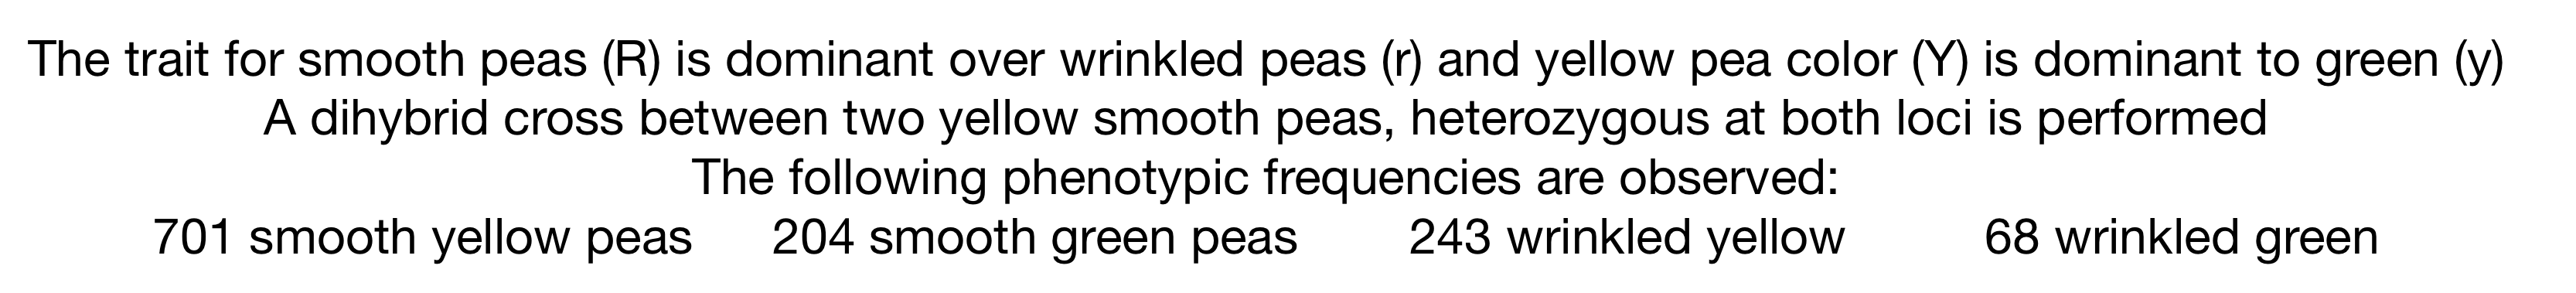 The trait for smooth peas (R) is dominant over wrinkled peas (r) and yellow pea color (Y) is dominant to green (y)
A dihybrid cross between two yellow smooth peas, heterozygous at both loci is performed
The following phenotypic frequencies are observed:
701 smooth yellow peas 204 smooth green peas 243 wrinkled yellow 68 wrinkled green